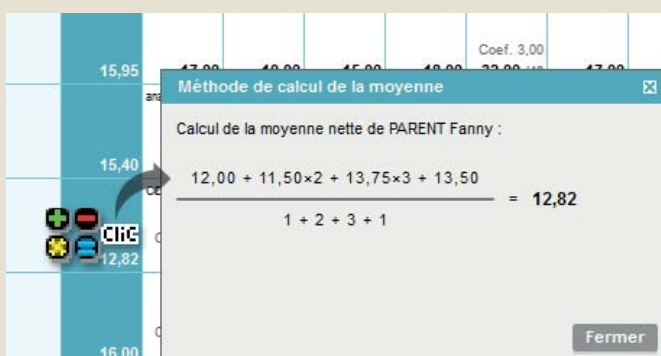 Coef. 3,00
15,95
Méthode de calcul de la moyenne
Calcul de la moyenne nette de PARENT Fanny :
15,40
12,00 + 11,50×2 + 13,75×3 + 13,50
= 12,82
1 + 2 + 3 + 1
CliC
12,82
Fermer
16,00